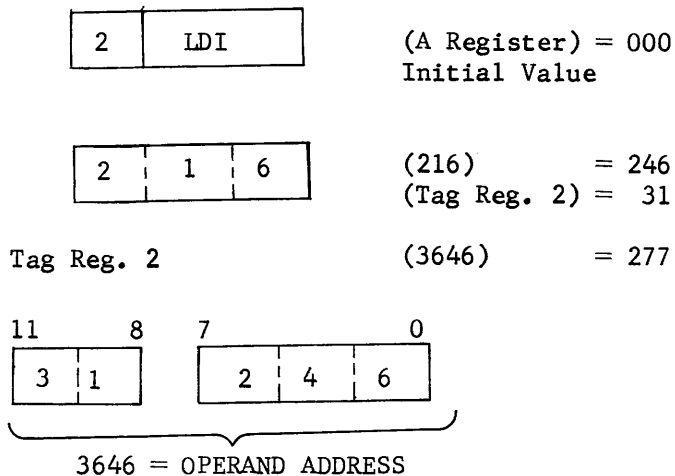 2 LDI (A Register) = 000
Initial Value
2 1 6 (216) = 246
(Tag Reg. 2) = 31
Tag Reg. 2 (3646) = 277
11 8 7 0
3 1 2 4 6
3646 = OPERAND ADDRESS